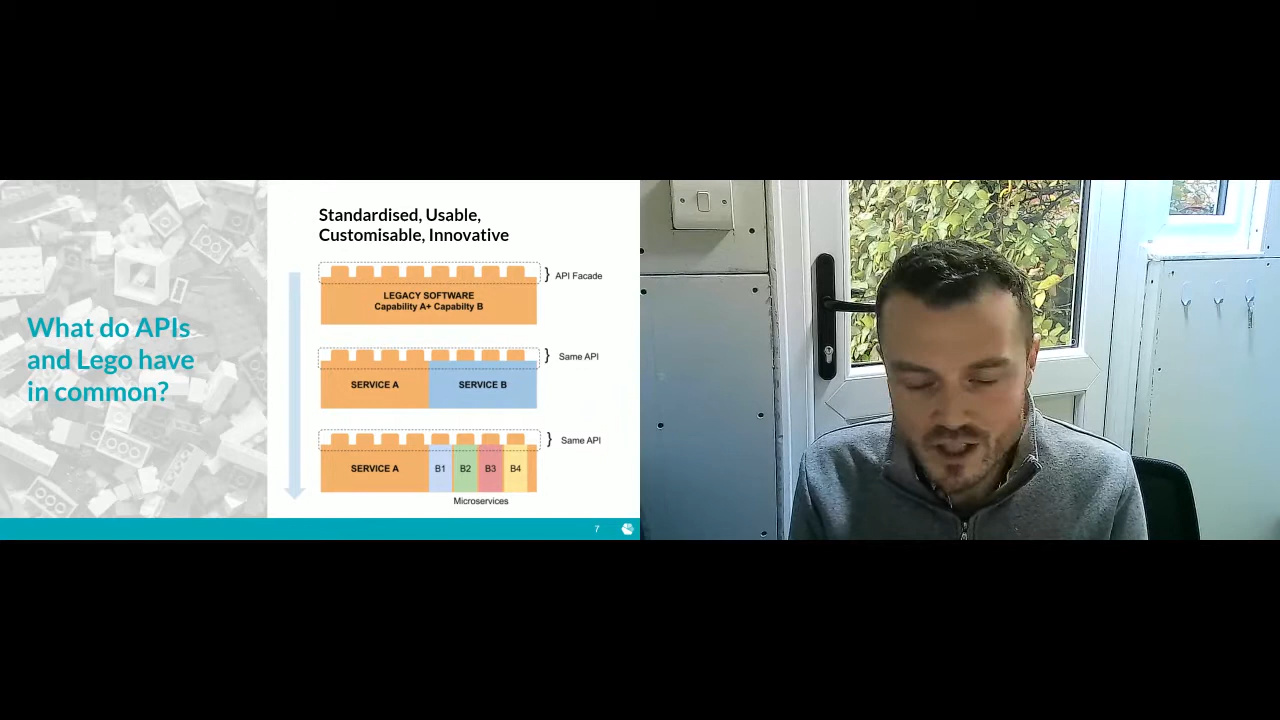 What do APIs
and Lego have
in common?
Standardised, Usable,
Customisable, Innovative
API Facade
LEGACY SOFTWARE
Capability A+ Capabilty B
Same API
SERVICE A
SERVICE B
Same API
SERVICE A
B1
B2
B3
B4
Microservices
7